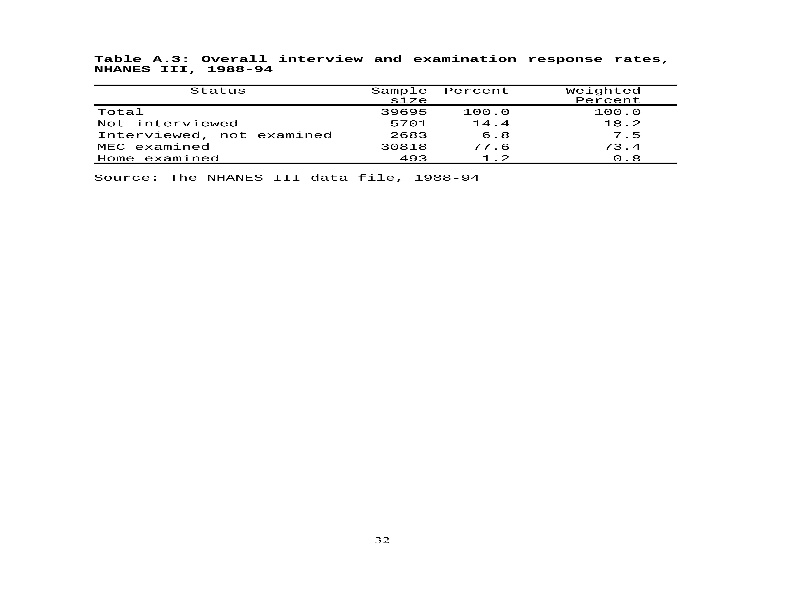 Table A.3: Overall interview and examination response rates,
NHANES III, 1988-94
Status Sample Percent Weighted
size Percent
Total 39695 100.0 100.0
Not interviewed 5701 14.4 18.2
Interviewed, not examined 2683 6.8 7.5
MEC examined 30818 77.6 73.4
Home examined 493 1.2 0.8
Source: The NHANES III data file, 1988-94
32